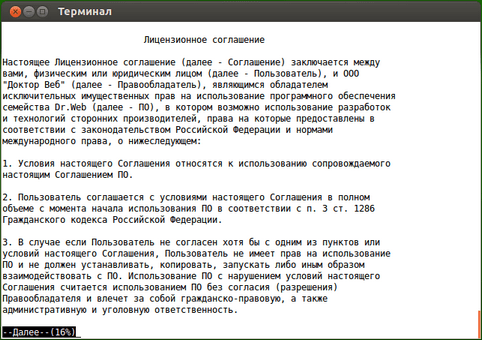 Терминал
Лицензионное соглашение
Настоящее Лицензионное соглашение (далее - Соглашение) заключается между
вами, физическим или юридическим лицом (далее - Пользователь), и ООО
"Доктор Веб" (далее - Правообладатель), являющимся обладателем
исключительных имущественных прав на использование программного обеспечения
семейства Dr.Web (далее - ПО), в котором возможно использование разработок
и технологий сторонних производителей, права на которые предоставлены в
соответствии с законодательством Российской Федерации и нормами
международного права, о нижеследующем:
1. Условия настоящего Соглашения относятся к использованию сопровождаемого
настоящим Соглашением ПО.
2. Пользователь соглашается с условиями настоящего Соглашения в полном
объеме с момента начала использования ПО в соответствии с п. 3 ст. 1286
Гражданского кодекса Российской Федерации.
3. В случае если Пользователь не согласен хотя бы с одним из пунктов или
условий настоящего Соглашения, Пользователь не имеет прав на использование
ПО и не должен устанавливать, копировать, запускать либо иным образом
взаимодействовать с ПО. Использование ПО с нарушением условий настоящего
Соглашения считается использованием ПО без согласия (разрешения)
Правообладателя и влечет за собой гражданско-правовую, а также
административную и уголовную ответственность.
--Далее--(16%)